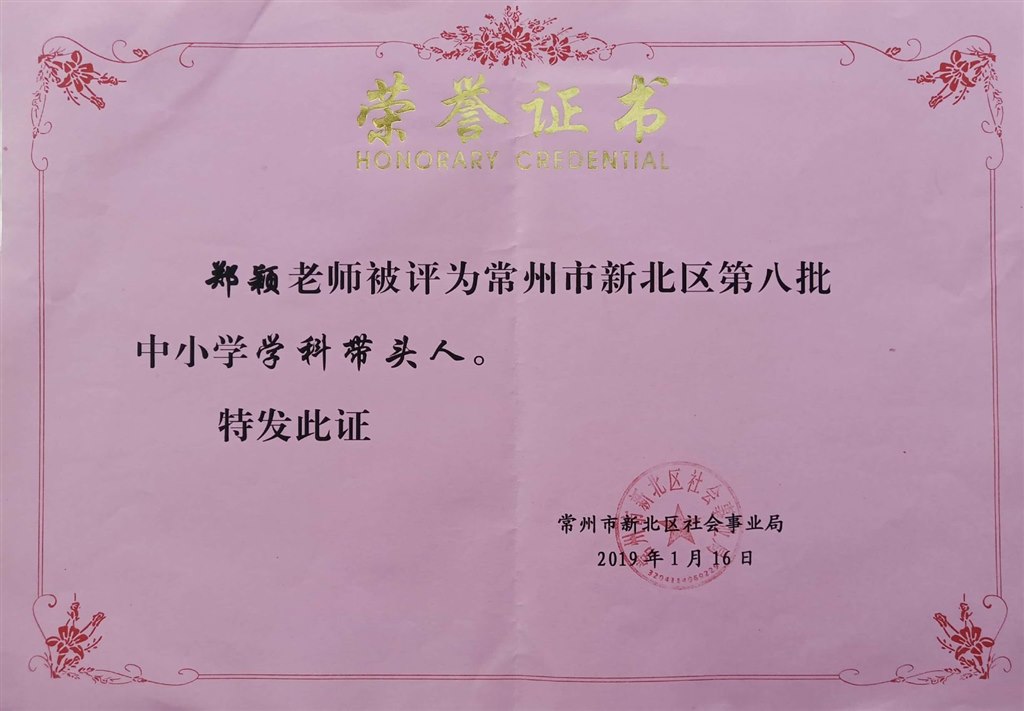 荣誉证书
HONORARY CREDENTIAL
郑颖老师被评为常州市新北区第八批
中小学学科带头人。
特发此证
常州市新北区社会事业局
2019年1月16日